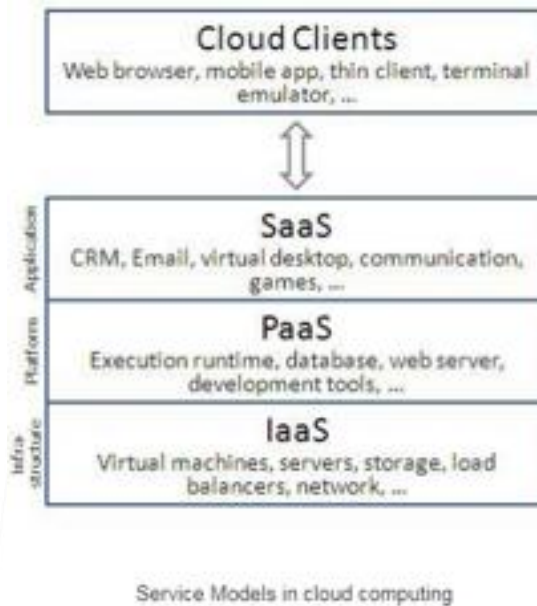 Cloud Clients
Web browser, mobile app, thin client, terminal
emulator, ...
Application
SaaS
CRM, Email, virtual desktop, communication,
games, ...
Platform
PaaS
Execution runtime, database, web server,
development tools, ...
Infra
structure
IaaS
Virtual machines, servers, storage, load
balancers, network, ...
Service Models in cloud computing